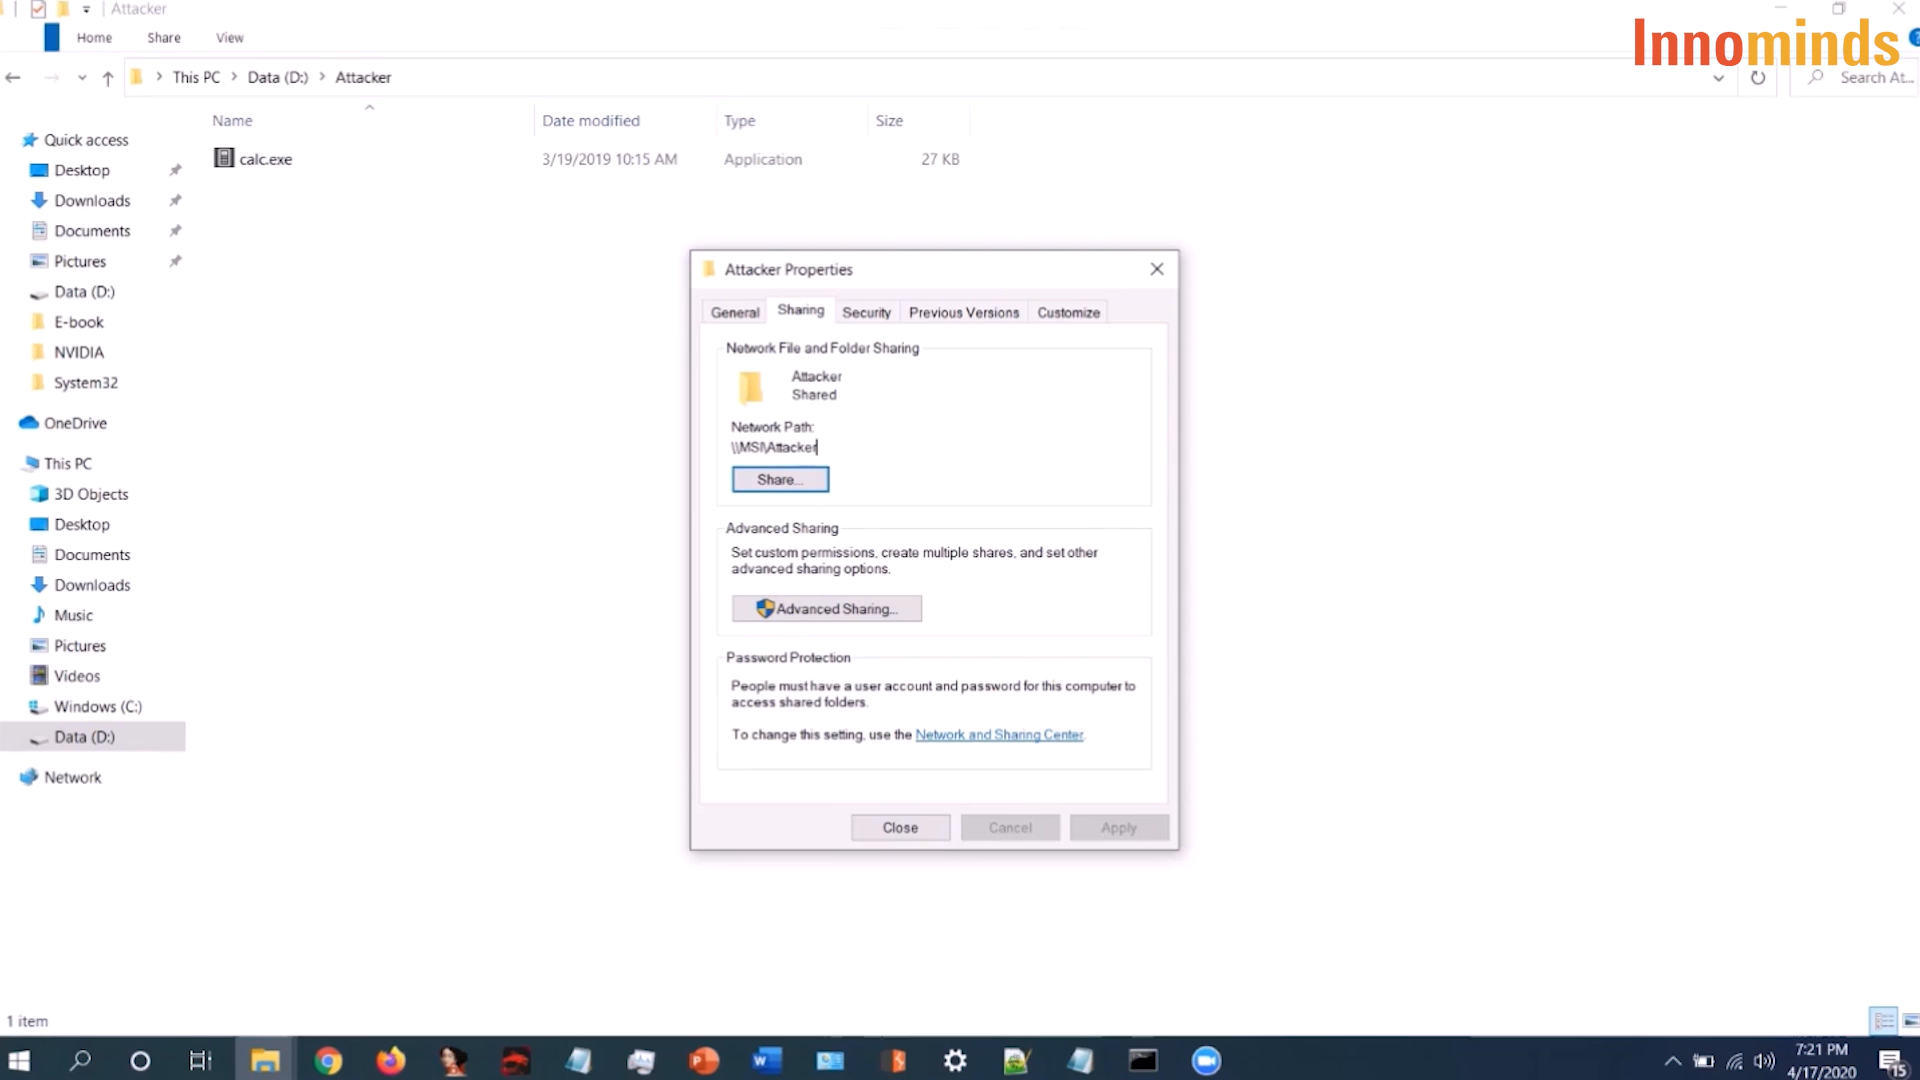 Attacker
Innominds
Home Share View
This PC > Data (D:) > Attacker
Search At...
Name Date modified Type Size
calc.exe 3/19/2019 10:15 AM Application 27 KB
Quick access
Desktop
Downloads
Documents
Pictures
Data (D:)
E-book
NVIDIA
System32
OneDrive
This PC
3D Objects
Desktop
Documents
Downloads
Music
Pictures
Videos
Windows (C:)
Data (D:)
Network
Attacker Properties
General Sharing Security Previous Versions Customize
Network File and Folder Sharing
Attacker
Shared
Network Path:
\\MSI\Attacker
Share...
Advanced Sharing
Set custom permissions, create multiple shares, and set other
advanced sharing options.
Advanced Sharing...
Password Protection
People must have a user account and password for this computer to
access shared folders.
To change this setting, use the Network and Sharing Center.
Close Cancel Apply
1 item
7:21 PM
4/17/2020
15